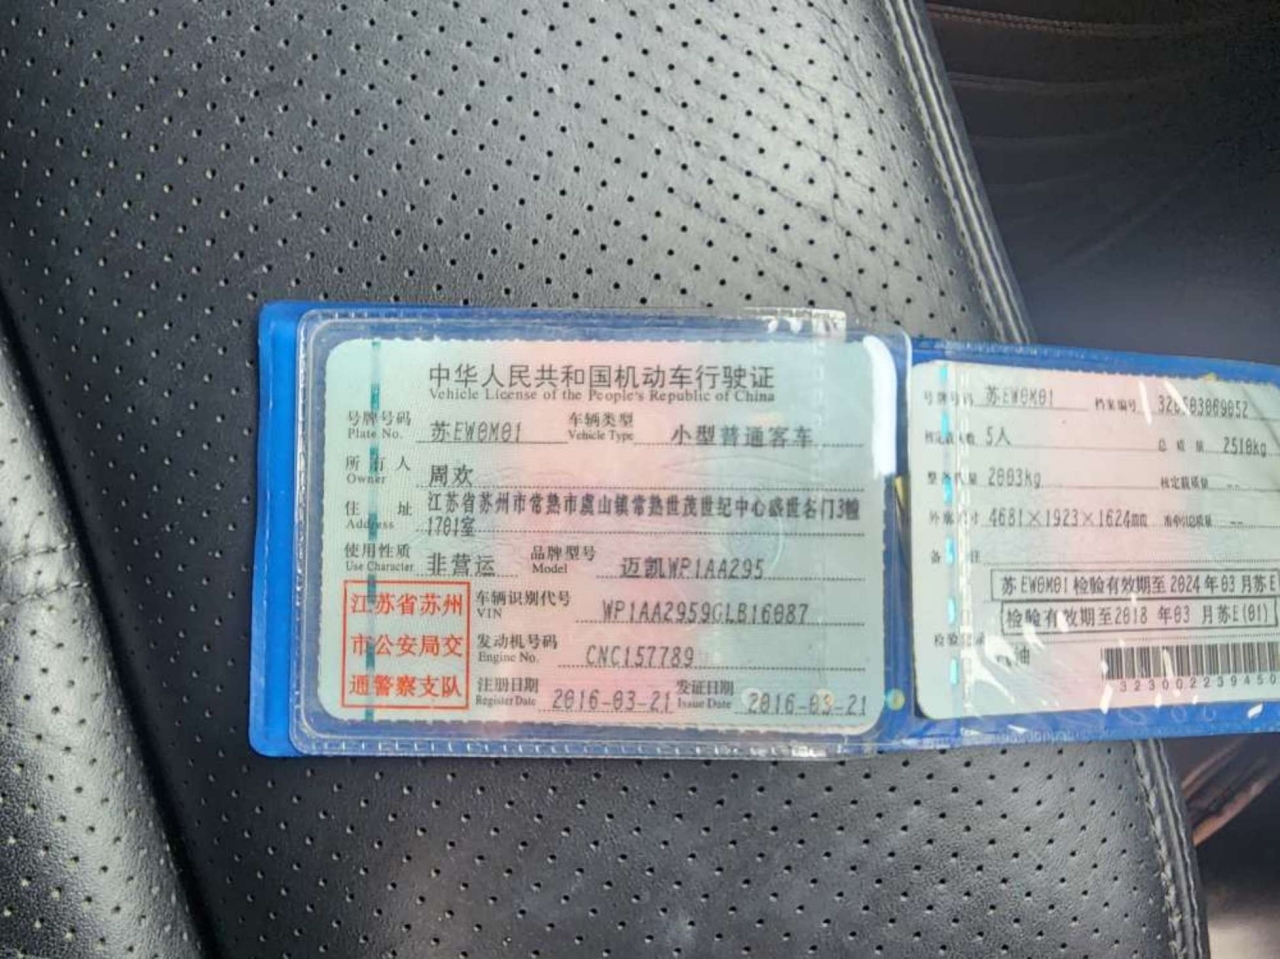 中华人民共和国机动车行驶证
Vehicle License of the People's Republic of China
号牌号码 苏EW0M01 车辆类型 小型普通客车
Plate No. Vehicle Type
所有人 周欢
Owner
住址 江苏省苏州市常熟市虞山镇常熟世茂世纪中心盛世名门3幢
Address 1701室
使用性质 非营运 品牌型号 迈凯WP1AA295
Use Character Model
江苏省苏州
市公安局交
通警察支队
车辆识别代号 WP1AA2959GLB16087
VIN
发动机号码 CNC157789
Engine No.
注册日期 2016-03-21 发证日期 2016-03-21
Register Date Issue Date
号牌号码 苏EW0M01 档案编号
5人 总质量 2510kg
整备质量 2003kg 核定载质量 --
外廓尺寸 4681×1923×1624mm 准牵引总质量 --
备注
苏EW0M01检验有效期至2024年03月苏E
检验有效期至2018年03月苏E(01)
检验记录
油
323002239450